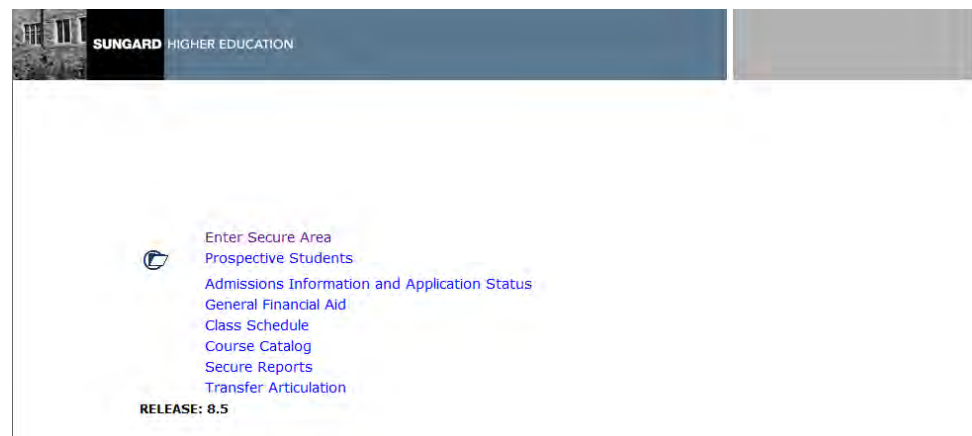 SUNGARD HIGHER EDUCATION
Enter Secure Area
Prospective Students
Admissions Information and Application Status
General Financial Aid
Class Schedule
Course Catalog
Secure Reports
Transfer Articulation
RELEASE: 8.5